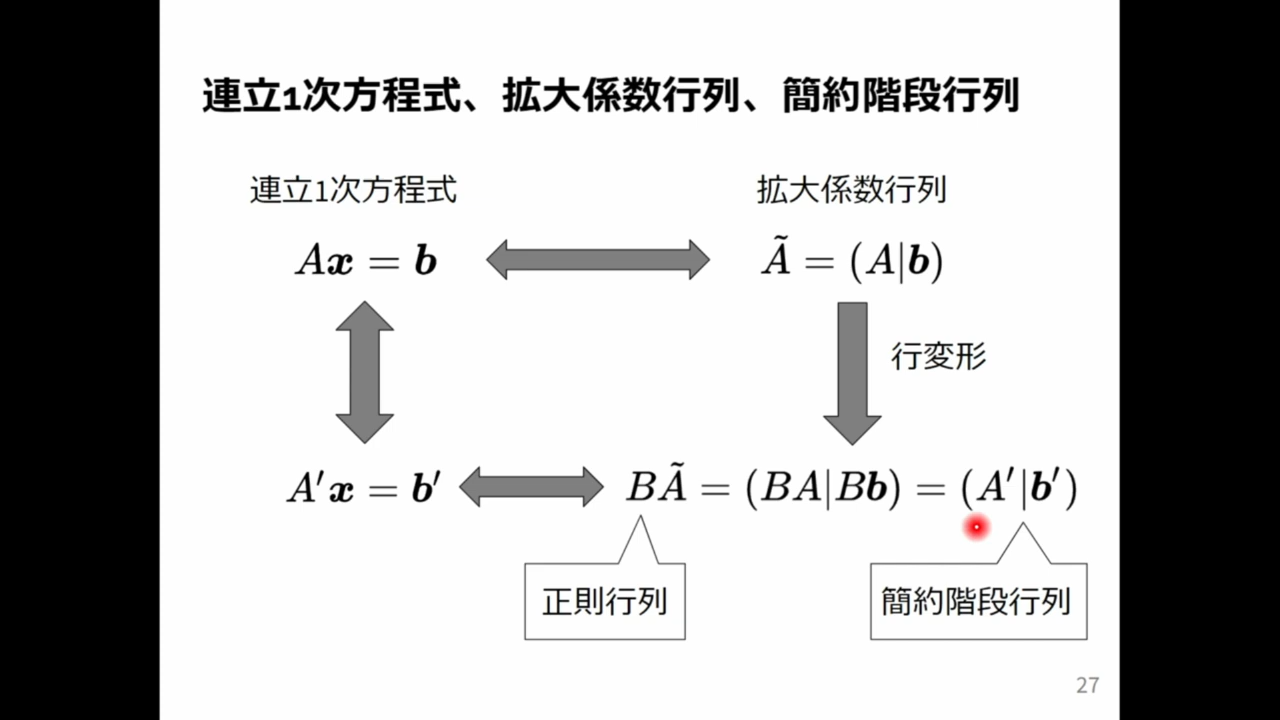 連立1次方程式、拡大係数行列、簡約階段行列
連立1次方程式
拡大係数行列
A𝒙 = 𝒃
Ã = (A|𝒃)
行変形
A′𝒙 = 𝒃′
BÃ = (BA|B𝒃) = (A′|𝒃′)
正則行列
簡約階段行列
27